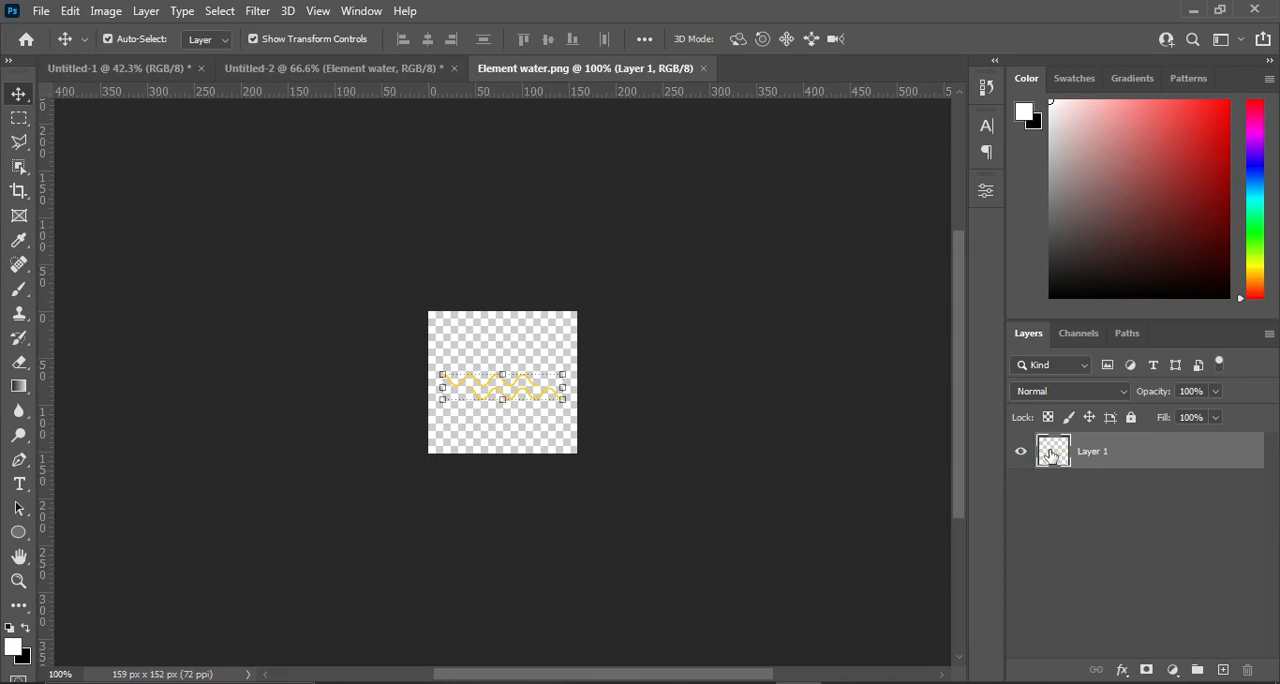 Ps File Edit Image Layer Type Select Filter 3D View Window Help
Auto-Select: Layer Show Transform Controls ••• 3D Mode:
Untitled-1 @ 42.3% (RGB/8) * × Untitled-2 @ 66.6% (Element water, RGB/8) * × Element water.png @ 100% (Layer 1, RGB/8) ×
400 350 300 250 200 150 100 50 0 50 100 150 200 250 300 350 400 450 500
Color Swatches Gradients Patterns
Layers Channels Paths
Kind
Normal Opacity: 100%
Lock: Fill: 100%
Layer 1
100% 159 px x 152 px (72 ppi)